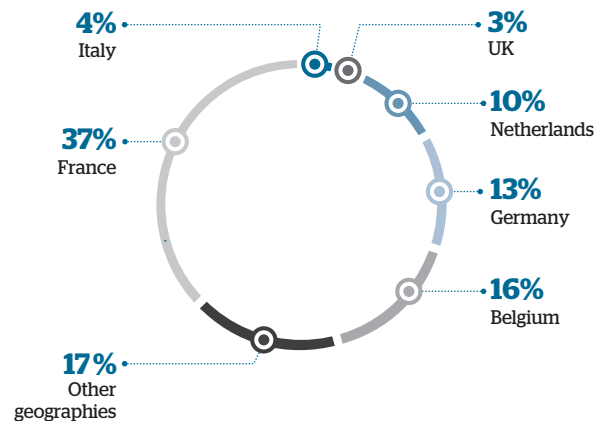 4%
Italy
3%
UK
10%
Netherlands
37%
France
13%
Germany
16%
Belgium
17%
Other
geographies